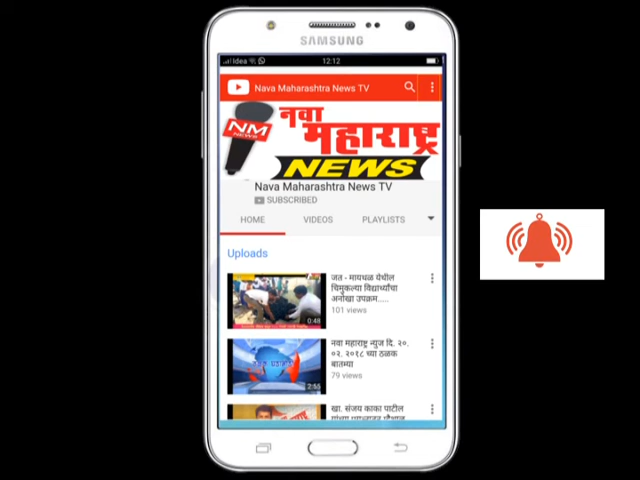 SAMSUNG
Idea
12:12
Nava Maharashtra News TV
नवा
महाराष्ट्र
NM
NEWS
NEWS
Nava Maharashtra News TV
SUBSCRIBED
HOME VIDEOS PLAYLISTS
Uploads
जत - मायथळ येथील
चिमुकल्या विद्यार्थ्यांचा
अनोखा उपक्रम.....
101 views
0:48
नवा महाराष्ट्र न्युज दि. २०.
०२. २०१८ च्या ठळक
बातम्या
79 views
2:55
खा. संजय काका पाटील